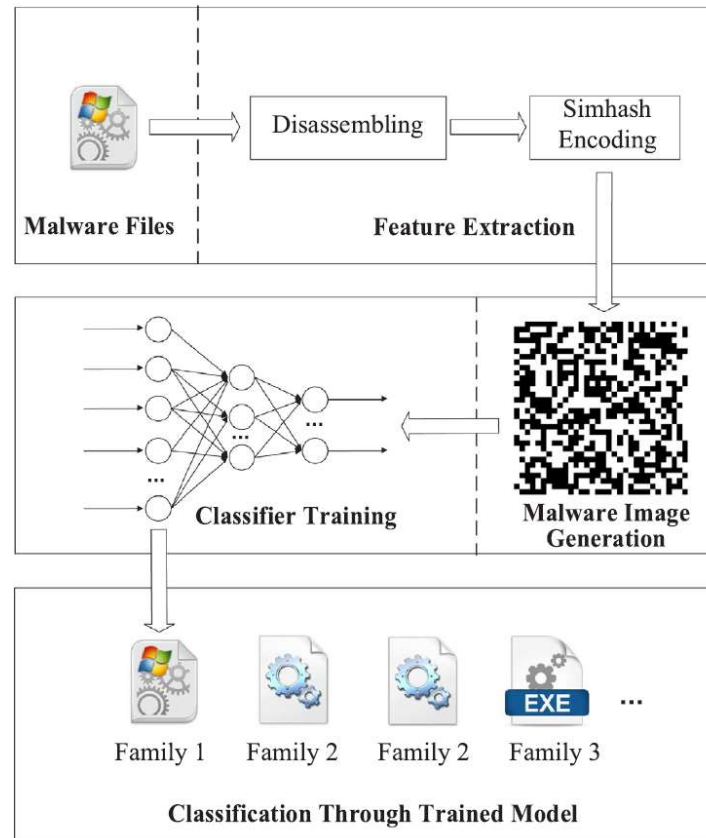 Disassembling
Simhash
Encoding
Malware Files
Feature Extraction
...
...
...
...
Classifier Training
Malware Image
Generation
EXE
...
Family 1
Family 2
Family 2
Family 3
Classification Through Trained Model